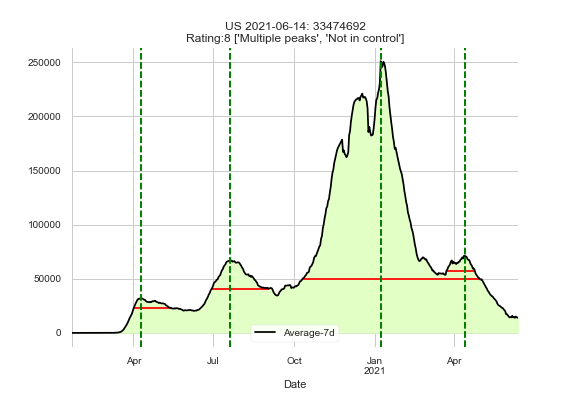 US 2021-06-14: 33474692
Rating:8 ['Multiple peaks', 'Not in control']
250000
200000
150000
100000
50000
0
Average-7d
Apr
Jul
Oct
Jan
2021
Apr
Date